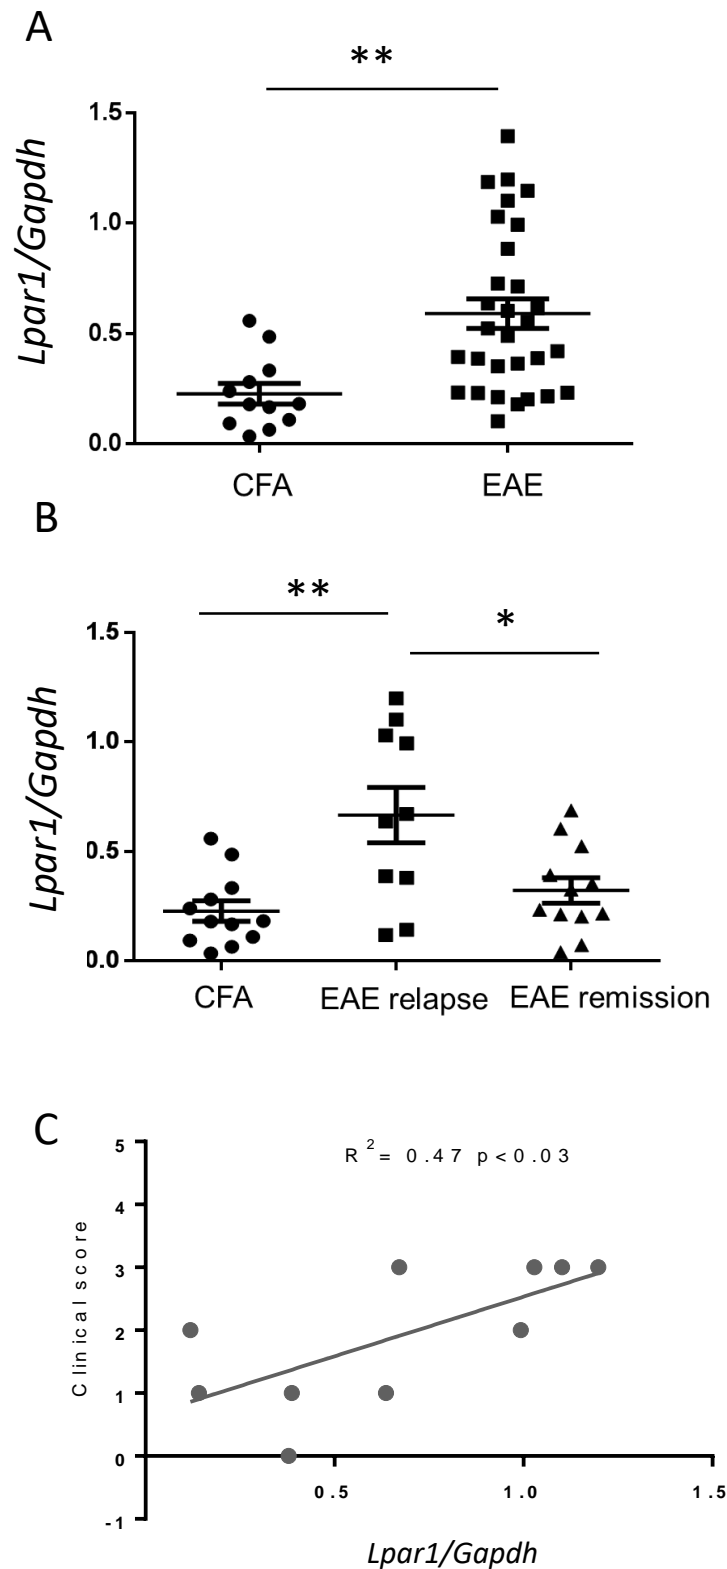 A
**
Lpar1/Gapdh
1.5
1.0
0.5
0.0
CFA EAE
B
**
*
Lpar1/Gapdh
1.5
1.0
0.5
0.0
CFA EAE relapse EAE remission
C
R2= 0.47 p<0.03
Clinical score
5
4
3
2
1
0
-1
0.5 1.0 1.5
Lpar1/Gapdh